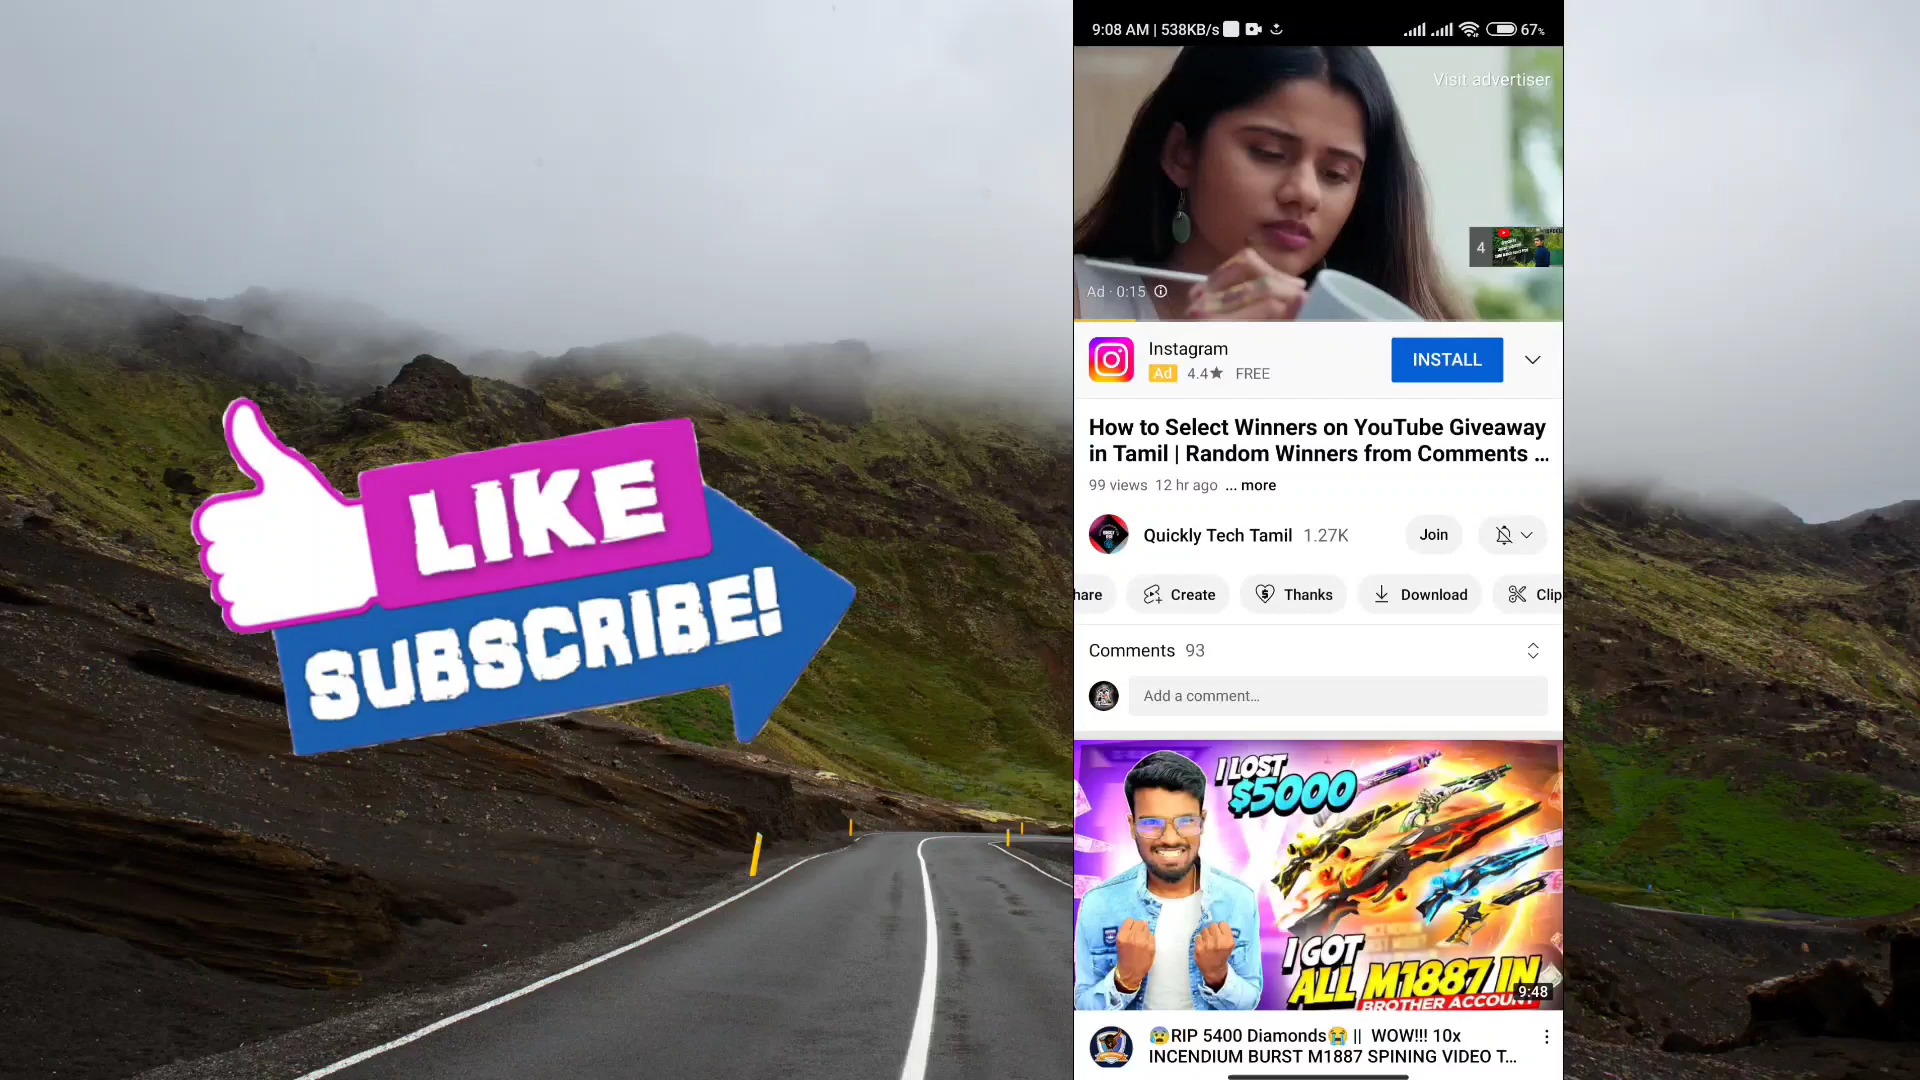 LIKE
SUBSCRIBE!
9:08 AM | 538KB/s
67%
Visit advertiser
4
Ad · 0:15
Instagram
INSTALL
Ad 4.4★ FREE
How to Select Winners on YouTube Giveaway
in Tamil | Random Winners from Comments ...
99 views 12 hr ago ... more
Quickly Tech Tamil 1.27K
Join
hare
Create
Thanks
Download
Clip
Comments 93
Add a comment...
I LOST
$5000
I GOT
ALL M1887 IN
BROTHER ACCOUNT
9:48
😰RIP 5400 Diamonds😭 || WOW!!! 10x
INCENDIUM BURST M1887 SPINING VIDEO T...